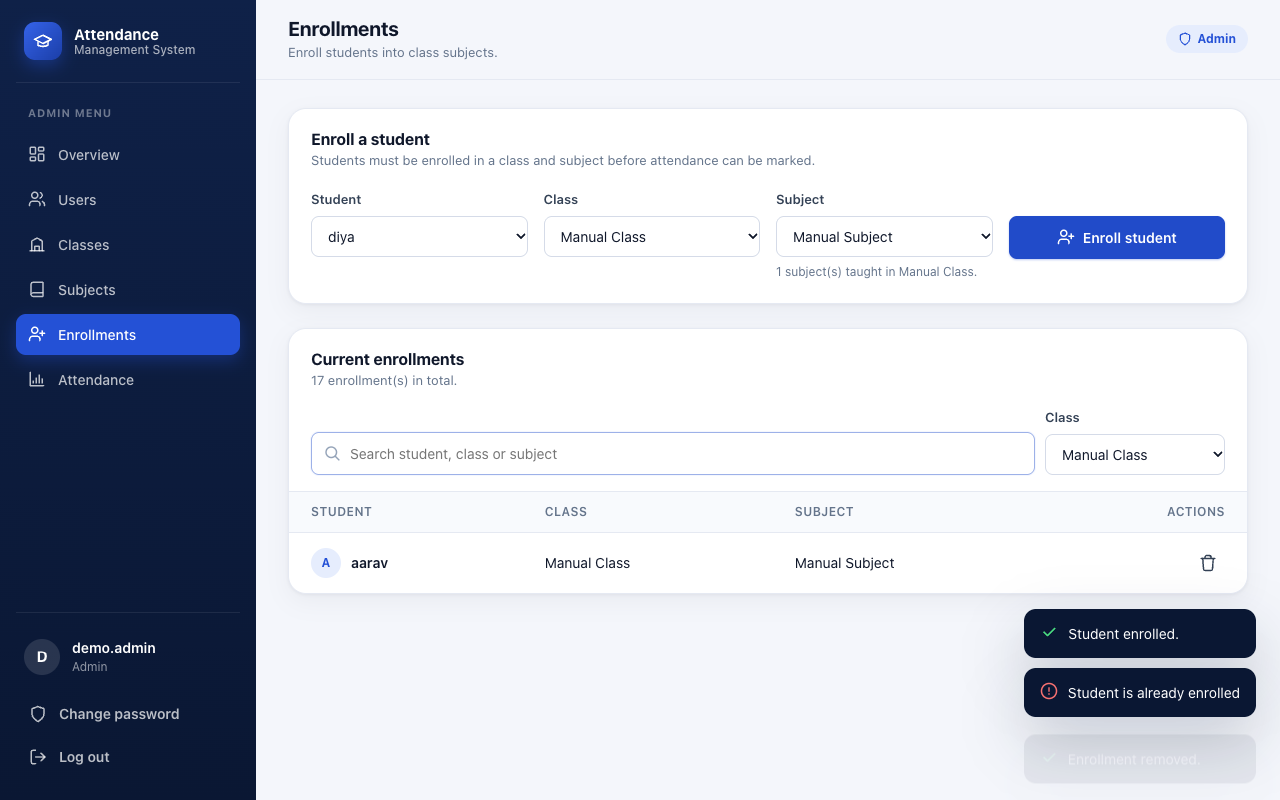 Attendance
Management System
ADMIN MENU
Overview
Users
Classes
Subjects
Enrollments
Attendance
D
demo.admin
Admin
Change password
Log out
Enrollments
Enroll students into class subjects.
Admin
Enroll a student
Students must be enrolled in a class and subject before attendance can be marked.
Student
Class
Subject
diya
Manual Class
Manual Subject
Enroll student
1 subject(s) taught in Manual Class.
Current enrollments
17 enrollment(s) in total.
Class
Search student, class or subject
Manual Class
STUDENT CLASS SUBJECT ACTIONS
A aarav Manual Class Manual Subject
Student enrolled.
Student is already enrolled
Enrollment removed.